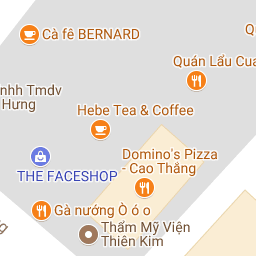 Cà fê BERNARD
Quán Lẩu Cua
nhh Tmdv
Hưng
Hebe Tea & Coffee
Domino's Pizza
- Cao Thắng
THE FACESHOP
Gà nướng Ò ó o
Thẩm Mỹ Viện
Thiên Kim